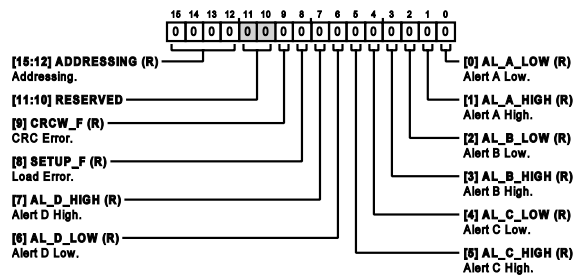 15 14 13 12 11 10 9 8 7 6 5 4 3 2 1 0
0 0 0 0 0 0 0 0 0 0 0 0 0 0 0 0
[15:12] ADDRESSING (R)
Addressing.
[11:10] RESERVED
[9] CRCW_F (R)
CRC Error.
[8] SETUP_F (R)
Load Error.
[7] AL_D_HIGH (R)
Alert D High.
[6] AL_D_LOW (R)
Alert D Low.
[0] AL_A_LOW (R)
Alert A Low.
[1] AL_A_HIGH (R)
Alert A High.
[2] AL_B_LOW (R)
Alert B Low.
[3] AL_B_HIGH (R)
Alert B High.
[4] AL_C_LOW (R)
Alert C Low.
[5] AL_C_HIGH (R)
Alert C High.